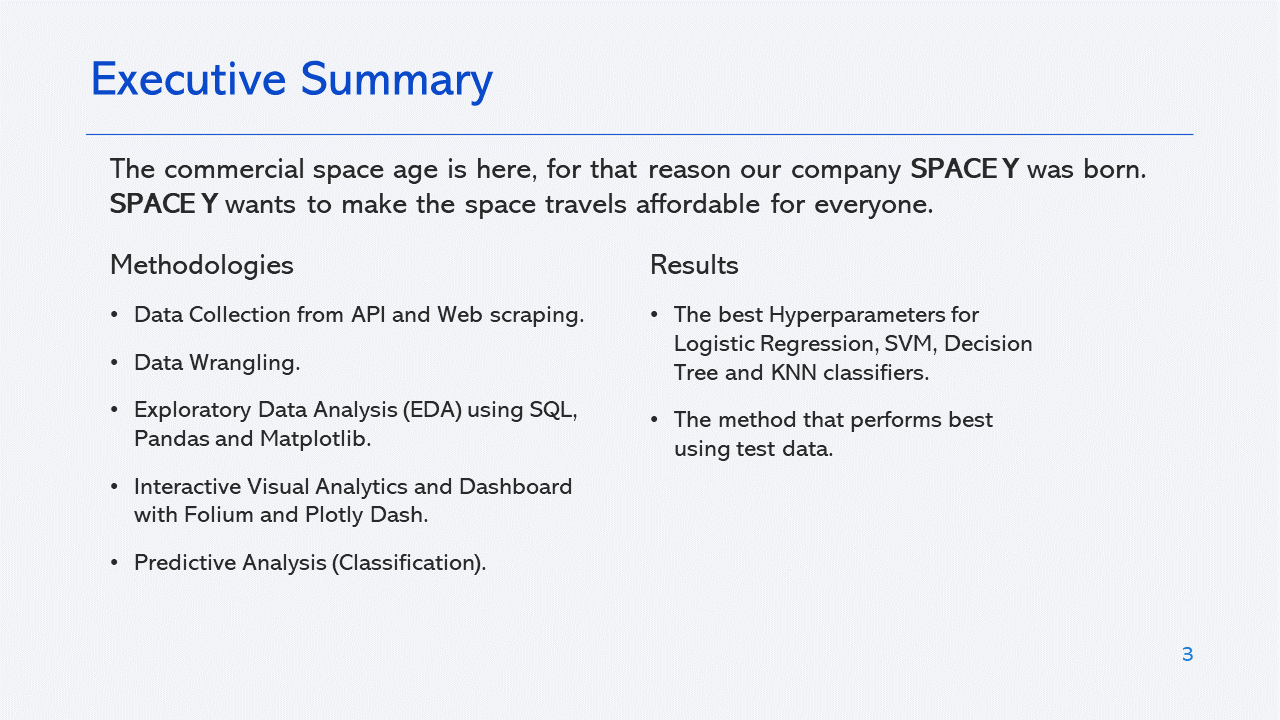 Executive Summary
The commercial space age is here, for that reason our company SPACE Y was born.
SPACE Y wants to make the space travels affordable for everyone.
Methodologies
• Data Collection from API and Web scraping.
• Data Wrangling.
• Exploratory Data Analysis (EDA) using SQL,
Pandas and Matplotlib.
• Interactive Visual Analytics and Dashboard
with Folium and Plotly Dash.
• Predictive Analysis (Classification).
Results
• The best Hyperparameters for
Logistic Regression, SVM, Decision
Tree and KNN classifiers.
• The method that performs best
using test data.
3